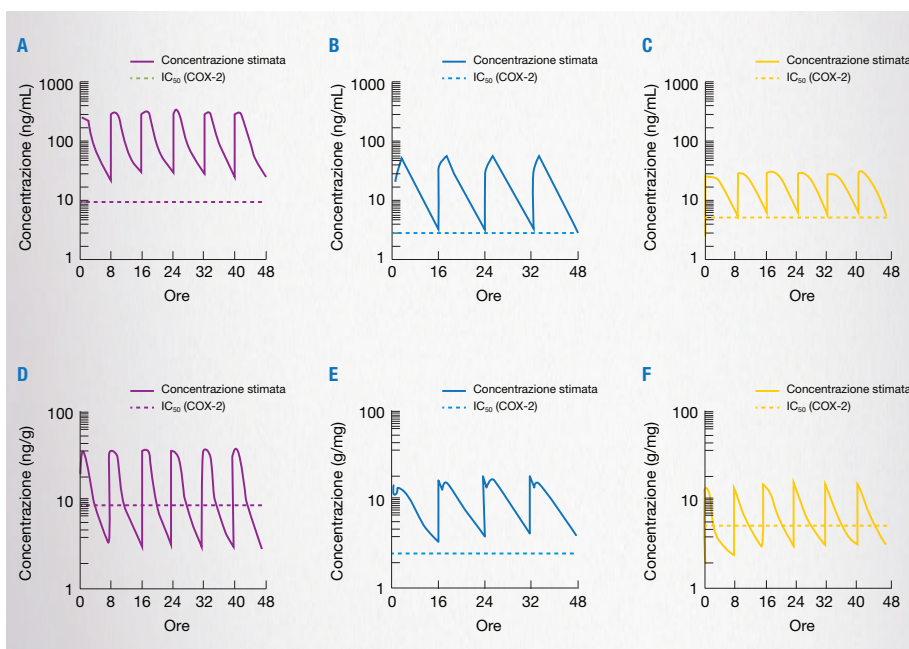 A
Concentrazione stimata
IC50 (COX-2)
Concentrazione (ng/mL)
1000
100
10
1
0 8 16 24 32 40 48
Ore
B
Concentrazione stimata
IC50 (COX-2)
Concentrazione (ng/mL)
1000
100
10
1
0 8 16 24 32 40 48
Ore
C
Concentrazione stimata
IC50 (COX-2)
Concentrazione (ng/mL)
1000
100
10
1
0 8 16 24 32 40 48
Ore
D
Concentrazione stimata
IC50 (COX-2)
Concentrazione (ng/g)
100
10
1
0 8 16 24 32 40 48
Ore
E
Concentrazione stimata
IC50 (COX-2)
Concentrazione (g/mg)
100
10
1
0 8 16 24 32 40 48
Ore
F
Concentrazione stimata
IC50 (COX-2)
Concentrazione (g/mg)
100
10
1
0 8 16 24 32 40 48
Ore